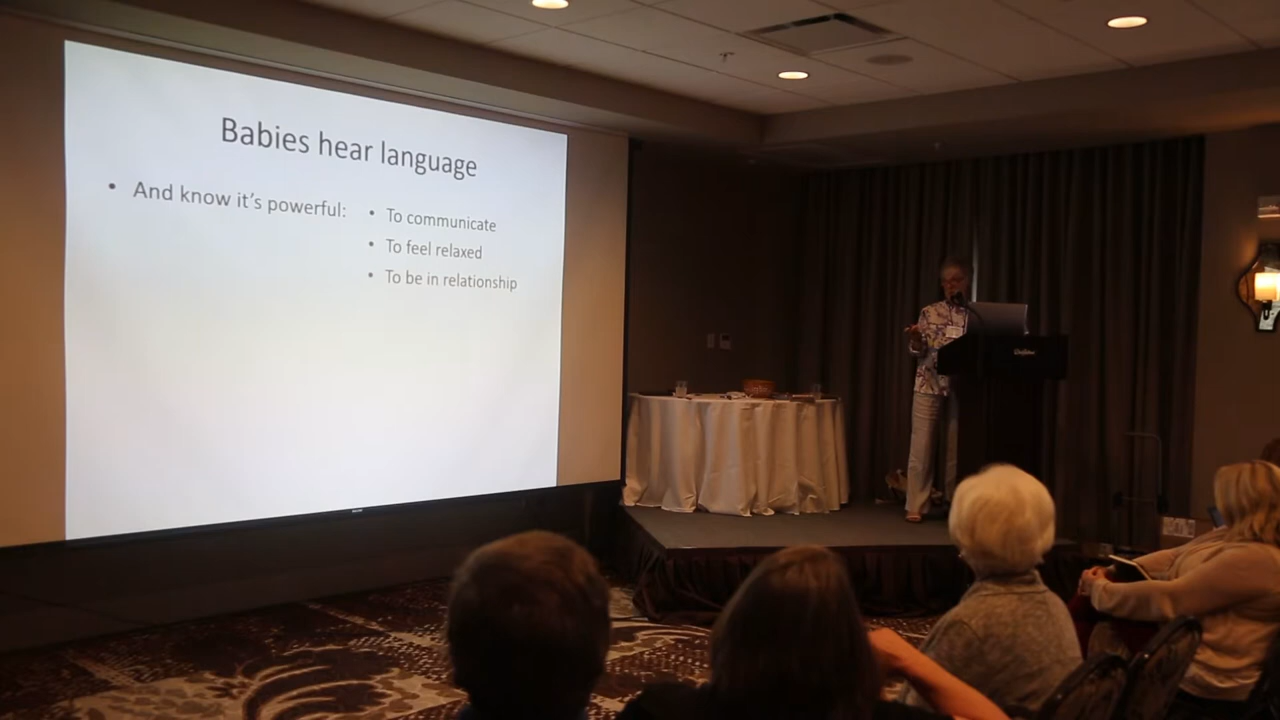 Babies hear language
• And know it's powerful:
• To communicate
• To feel relaxed
• To be in relationship